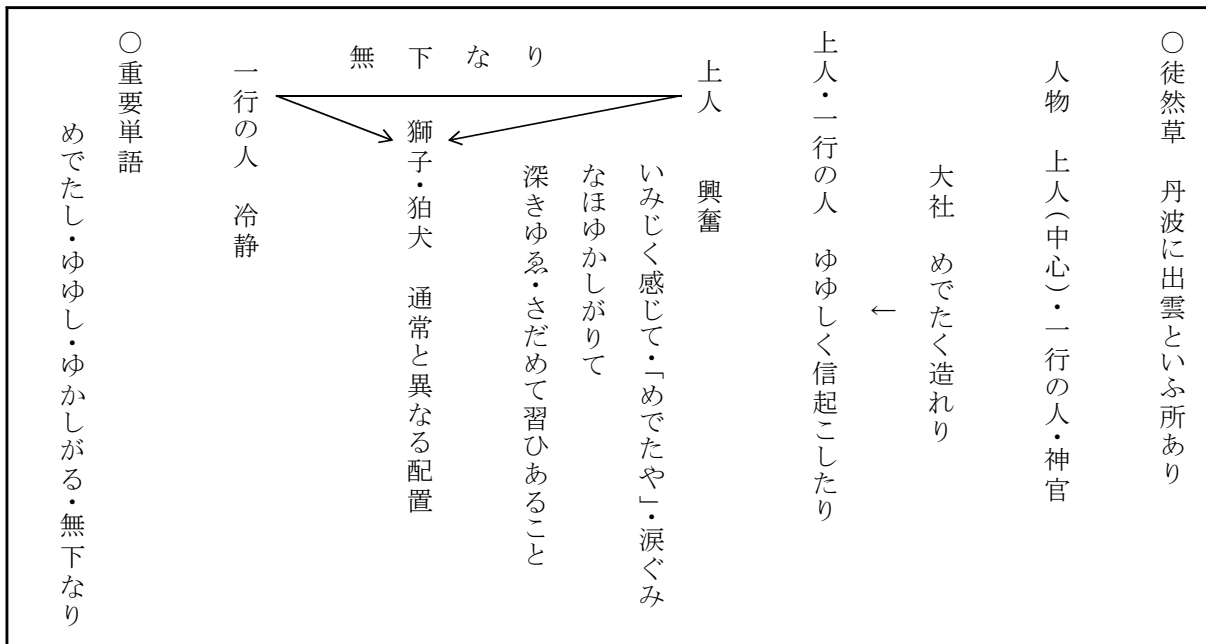 ○徒然草　丹波に出雲といふ所あり
人物　上人（中心）・一行の人・神官
大社　めでたく造れり
←
上人・一行の人　ゆゆしく信起こしたり
上人　興奮
いみじく感じて・「めでたや」・涙ぐみ
なほゆかしがりて
深きゆゑ・さだめて習ひあること
無下なり
獅子・狛犬　通常と異なる配置
一行の人　冷静
○重要単語
めでたし・ゆゆし・ゆかしがる・無下なり